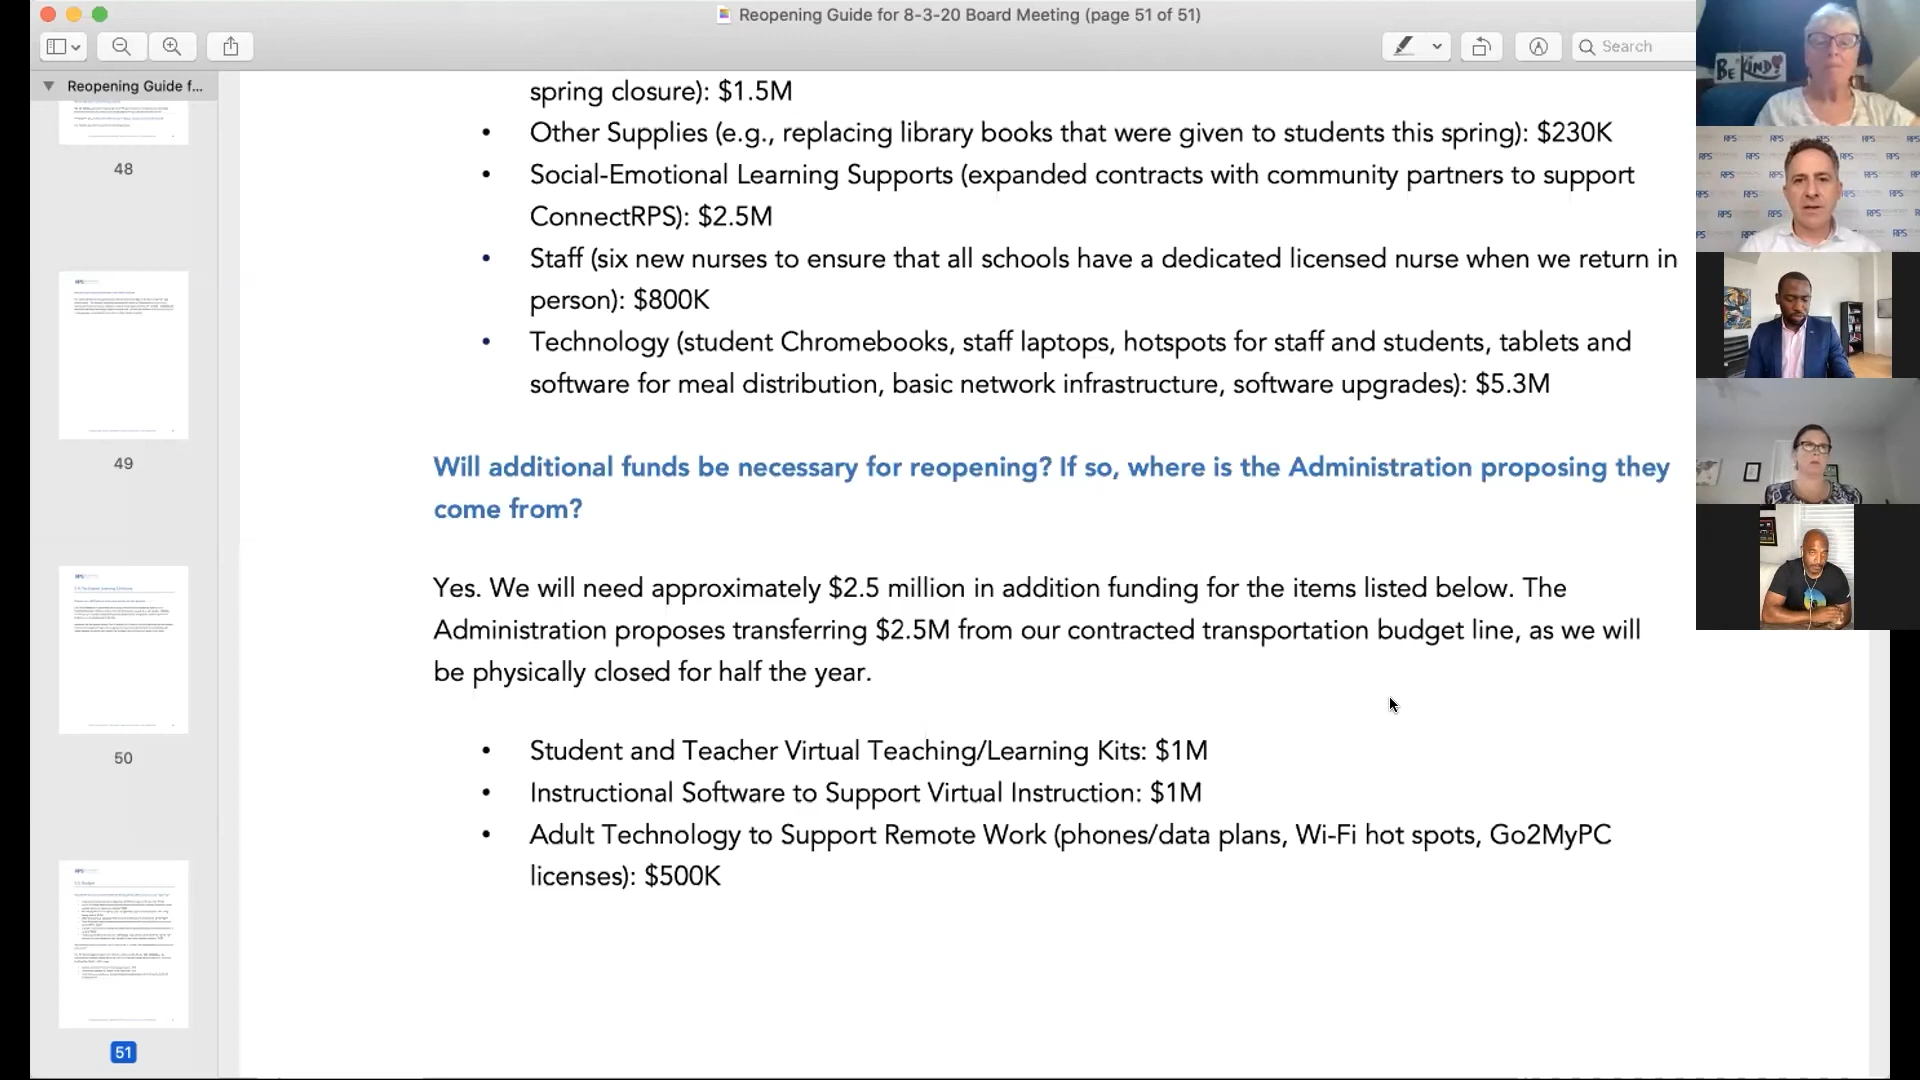 Reopening Guide for 8-3-20 Board Meeting (page 51 of 51)
Search
Reopening Guide f...
48
49
50
51
spring closure): $1.5M
• Other Supplies (e.g., replacing library books that were given to students this spring): $230K
• Social-Emotional Learning Supports (expanded contracts with community partners to support
ConnectRPS): $2.5M
• Staff (six new nurses to ensure that all schools have a dedicated licensed nurse when we return in
person): $800K
• Technology (student Chromebooks, staff laptops, hotspots for staff and students, tablets and
software for meal distribution, basic network infrastructure, software upgrades): $5.3M
Will additional funds be necessary for reopening? If so, where is the Administration proposing they
come from?
Yes. We will need approximately $2.5 million in addition funding for the items listed below. The
Administration proposes transferring $2.5M from our contracted transportation budget line, as we will
be physically closed for half the year.
• Student and Teacher Virtual Teaching/Learning Kits: $1M
• Instructional Software to Support Virtual Instruction: $1M
• Adult Technology to Support Remote Work (phones/data plans, Wi-Fi hot spots, Go2MyPC
licenses): $500K
BE KIND!
RPS